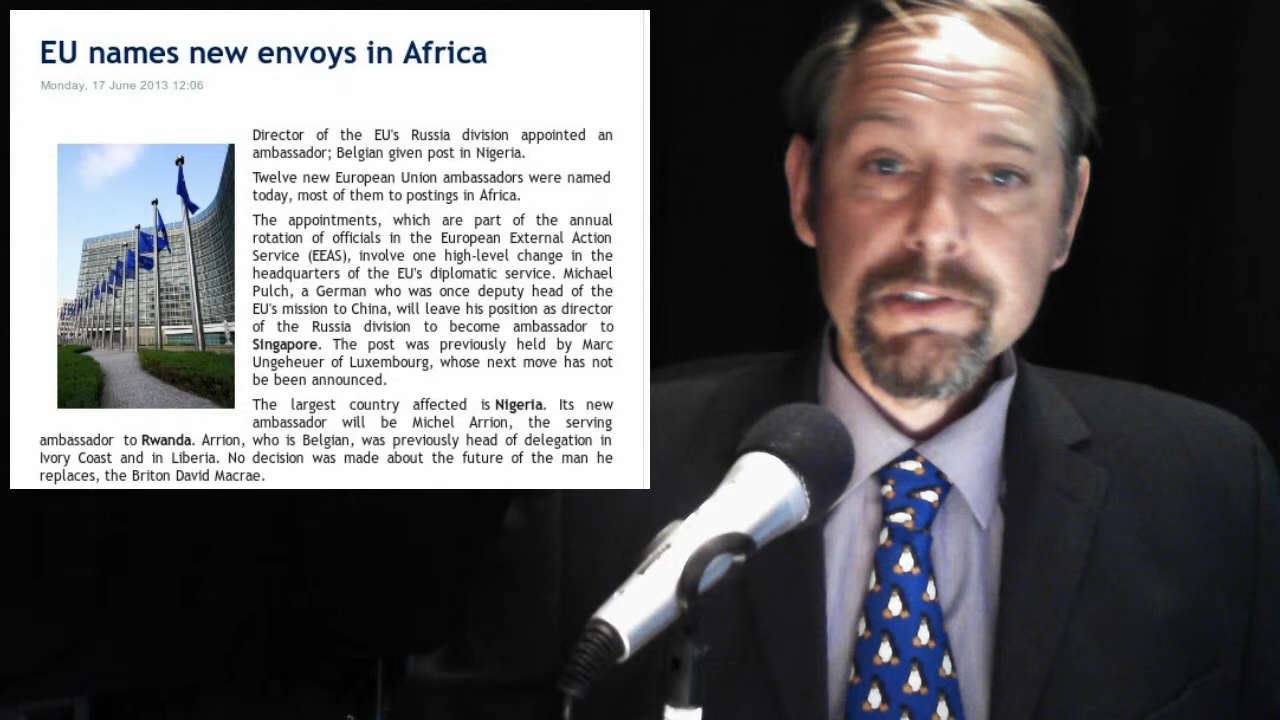 EU names new envoys in Africa
Monday, 17 June 2013 12:06
Director of the EU's Russia division appointed an
ambassador; Belgian given post in Nigeria.
Twelve new European Union ambassadors were named
today, most of them to postings in Africa.
The appointments, which are part of the annual
rotation of officials in the European External Action
Service (EEAS), involve one high-level change in the
headquarters of the EU's diplomatic service. Michael
Pulch, a German who was once deputy head of the
EU's mission to China, will leave his position as director
of the Russia division to become ambassador to
Singapore. The post was previously held by Marc
Ungeheuer of Luxembourg, whose next move has not
be been announced.
The largest country affected is Nigeria. Its new
ambassador will be Michel Arrion, the serving
ambassador to Rwanda. Arrion, who is Belgian, was previously head of delegation in
Ivory Coast and in Liberia. No decision was made about the future of the man he
replaces, the Briton David Macrae.